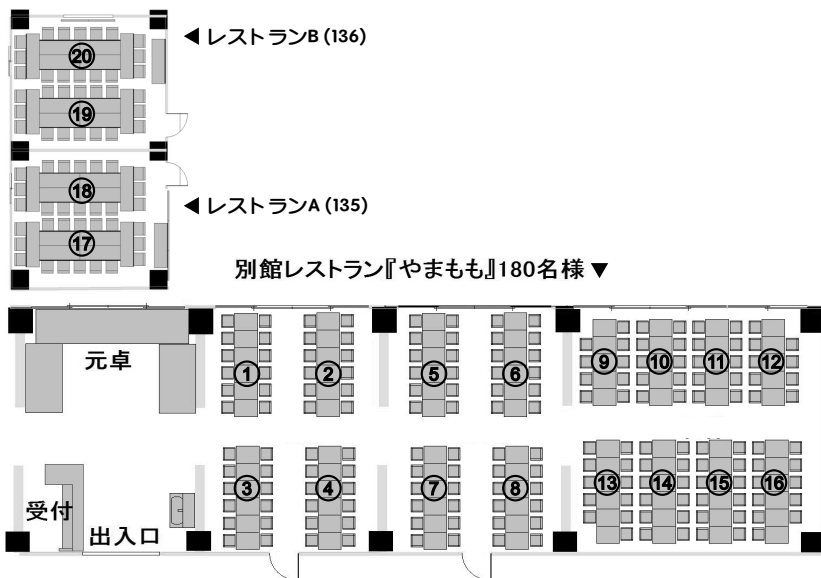 ⑳
◀ レストランB (136)
⑲
⑱
◀ レストランA (135)
⑰
別館レストラン『やまもも』180名様 ▼
元卓
① ② ⑤ ⑥ ⑨ ⑩ ⑪ ⑫
③ ④ ⑦ ⑧ ⑬ ⑭ ⑮ ⑯
受付
出入口